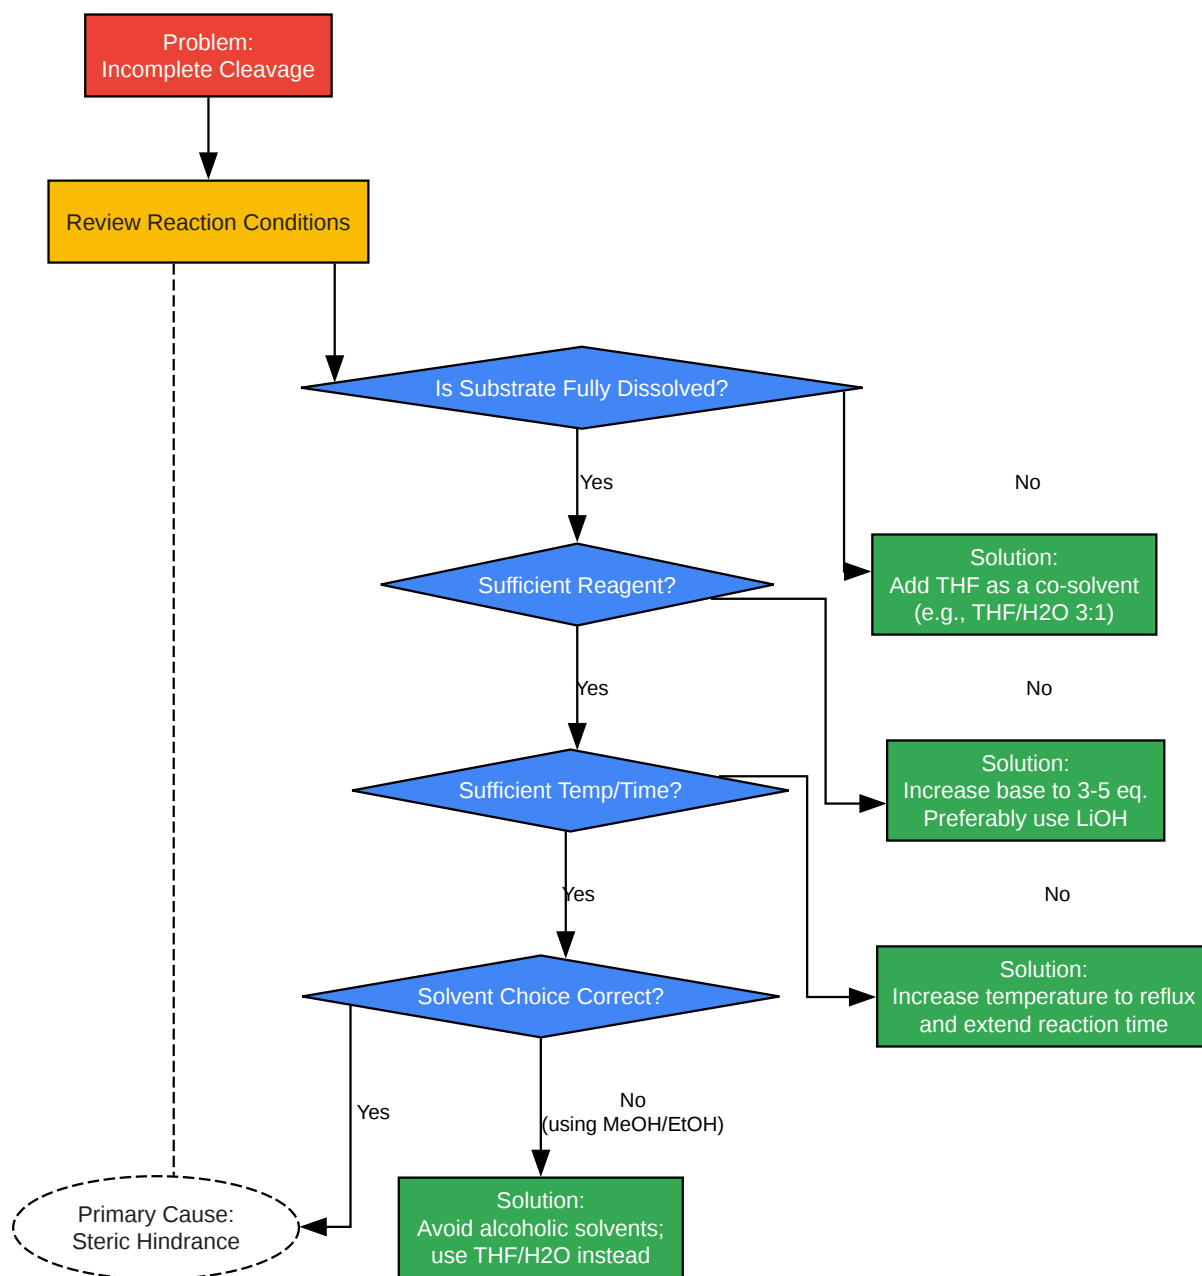 Problem:
Incomplete Cleavage
Review Reaction Conditions
Is Substrate Fully Dissolved?
Yes
No
Sufficient Reagent?
Solution:
Add THF as a co-solvent
(e.g., THF/H2O 3:1)
Yes
No
Sufficient Temp/Time?
Solution:
Increase base to 3-5 eq.
Preferably use LiOH
Yes
No
Solvent Choice Correct?
Solution:
Increase temperature to reflux
and extend reaction time
Yes
No
(using MeOH/EtOH)
Primary Cause:
Steric Hindrance
Solution:
Avoid alcoholic solvents;
use THF/H2O instead